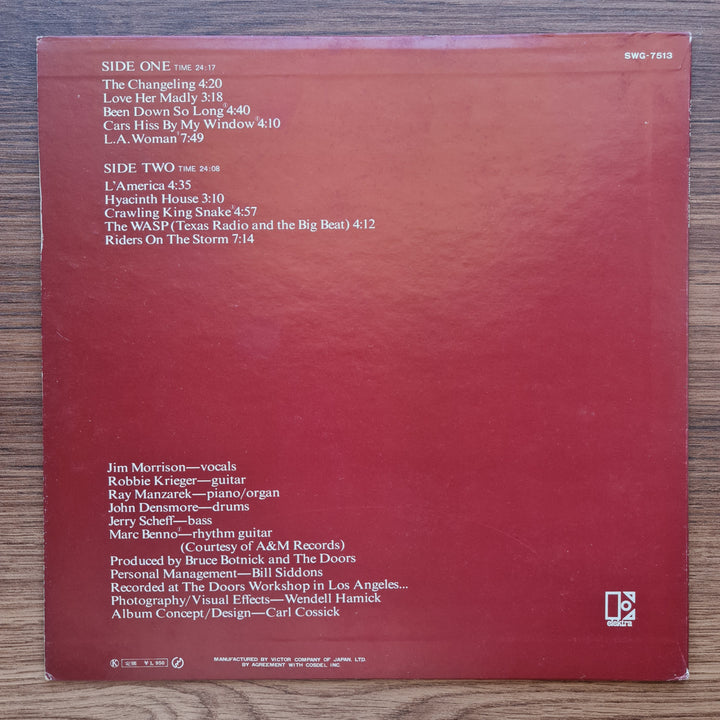 SWG-7513
SIDE ONE TIME 24:17
The Changeling 4:20
Love Her Madly 3:18
Been Down So Long† 4:40
Cars Hiss By My Window† 4:10
L.A. Woman† 7:49
SIDE TWO TIME 24:08
L'America 4:35
Hyacinth House 3:10
Crawling King Snake† 4:57
The WASP (Texas Radio and the Big Beat) 4:12
Riders On The Storm 7:14
Jim Morrison—vocals
Robbie Krieger—guitar
Ray Manzarek—piano/organ
John Densmore—drums
Jerry Scheff—bass
Marc Benno†—rhythm guitar
(Courtesy of A&M Records)
Produced by Bruce Botnick and The Doors
Personal Management—Bill Siddons
Recorded at The Doors Workshop in Los Angeles...
Photography/Visual Effects—Wendell Hamick
Album Concept/Design—Carl Cossick
elektra
K
MANUFACTURED BY VICTOR COMPANY OF JAPAN, LTD.
BY AGREEMENT WITH COSDEL INC